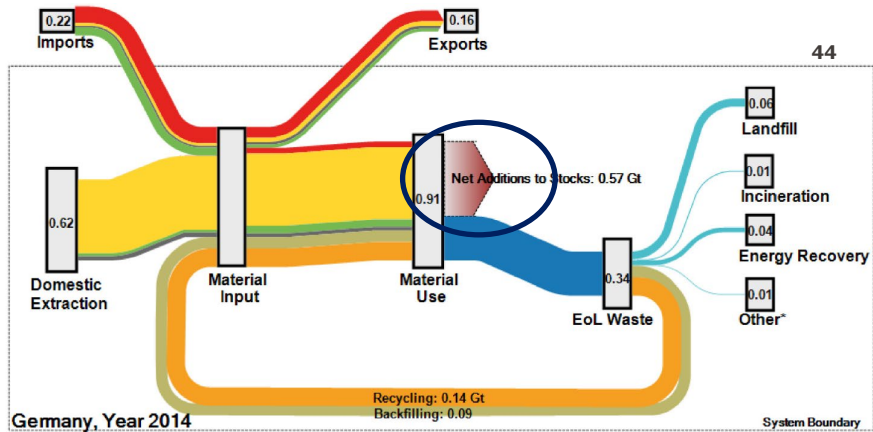 0.22
Imports
0.16
Exports
44
0.62
Domestic
Extraction
Material
Input
0.91
Material
Use
Net Additions to Stocks: 0.57 Gt
0.34
EoL Waste
0.06
Landfill
0.01
Incineration
0.04
Energy Recovery
0.01
Other*
Recycling: 0.14 Gt
Backfilling: 0.09
Germany, Year 2014
System Boundary